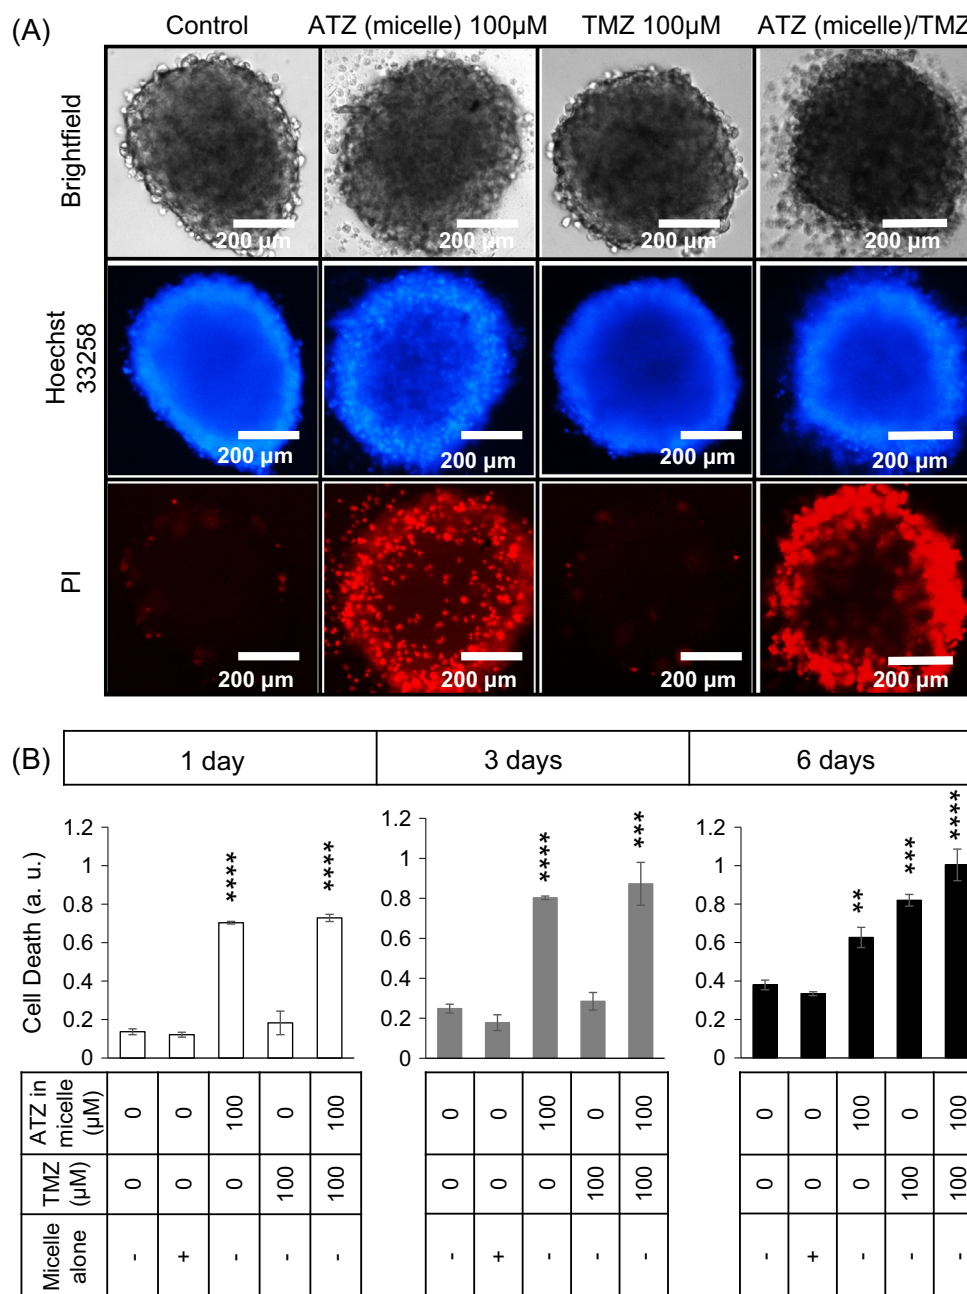 (A)
Control ATZ (micelle) 100µM TMZ 100µM ATZ (micelle)/TMZ
Brightfield
200 µm 200 µm 200 µm 200 µm
Hoechst
33258
200 µm 200 µm 200 µm 200 µm
PI
200 µm 200 µm 200 µm 200 µm
(B) 1 day 3 days 6 days
Cell Death (a. u.)
1.2 1.2 1.2
1 1 1
0.8 0.8 0.8
0.6 0.6 0.6
0.4 0.4 0.4
0.2 0.2 0.2
0 0 0
**** ****
**** ***
** *** ****
ATZ in
micelle
(µM)
0 0 100 0 100 0 0 100 0 100 0 0 100 0 100
TMZ
(µM)
0 0 0 100 100 0 0 0 100 100 0 0 0 100 100
Micelle
alone
- + - - - - + - - - - + - - -